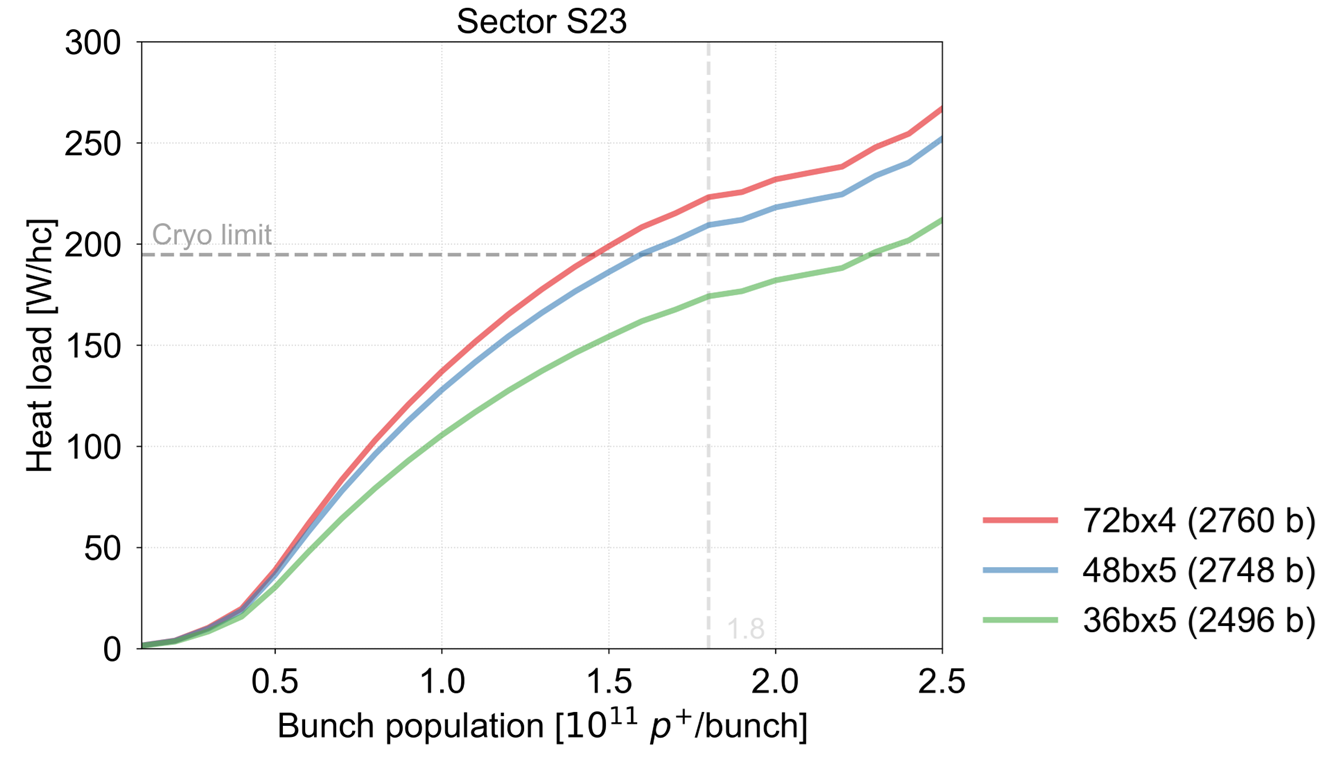 Sector S23
300
250
200
150
100
50
0
Heat load [W/hc]
Cryo limit
1.8
0.5 1.0 1.5 2.0 2.5
Bunch population [10¹¹ p⁺/bunch]
72bx4 (2760 b)
48bx5 (2748 b)
36bx5 (2496 b)